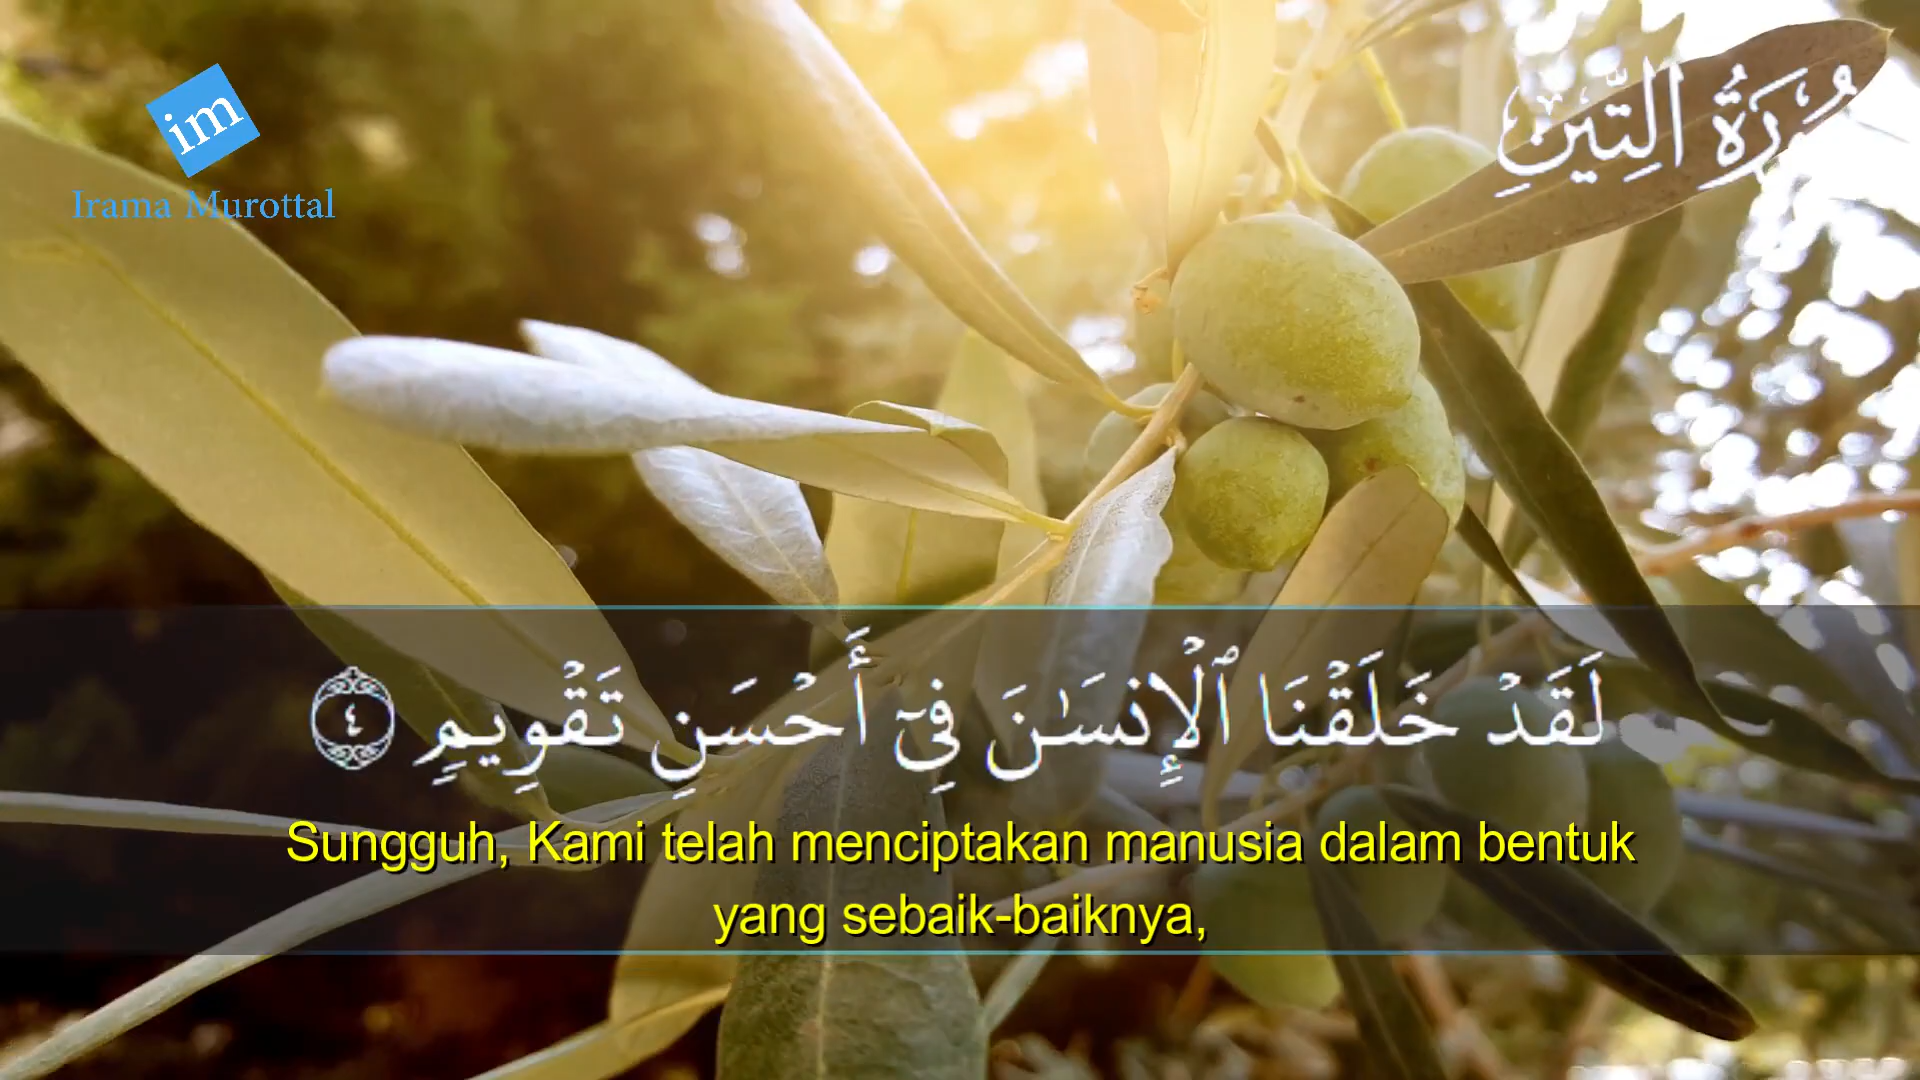 im
Irama Murottal
سُورَةُ التِّينِ
لَقَدْ خَلَقْنَا ٱلْإِنسَـٰنَ فِىٓ أَحْسَنِ تَقْوِيمٍ ٤
Sungguh, Kami telah menciptakan manusia dalam bentuk
yang sebaik-baiknya,